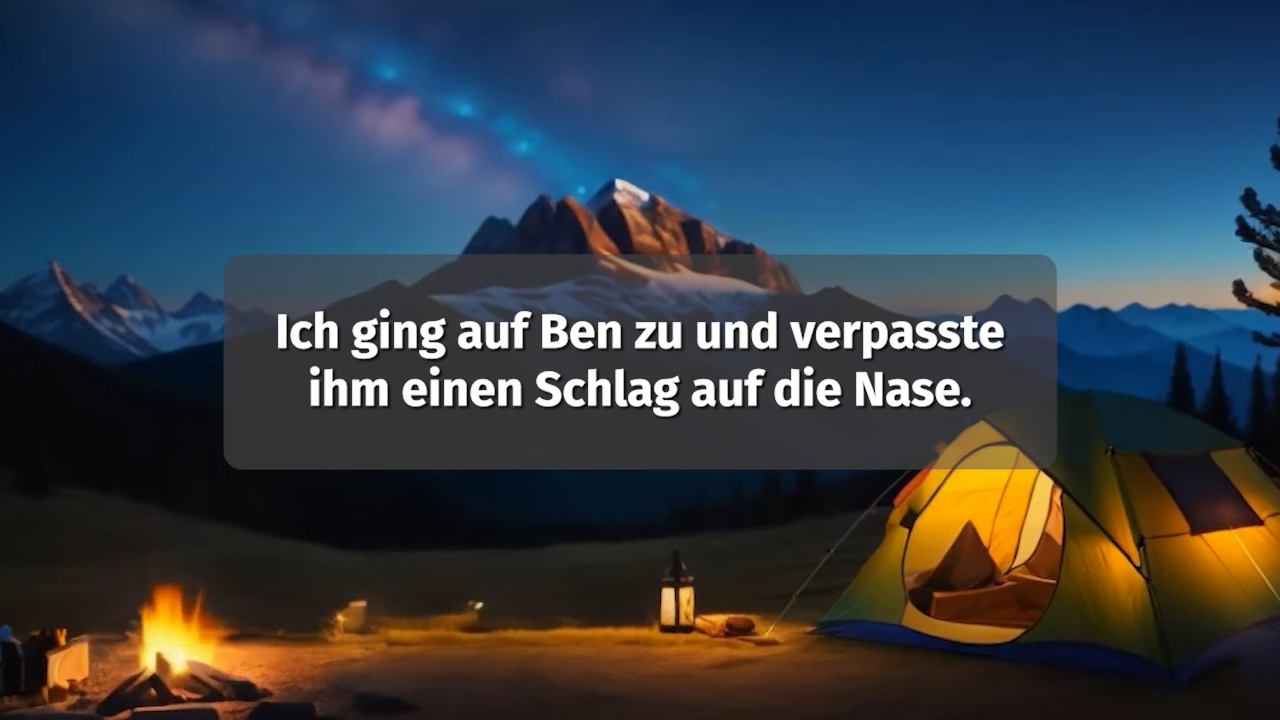 Ich ging auf Ben zu und verpasste
ihm einen Schlag auf die Nase.